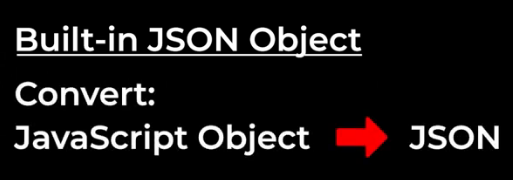 Built-in JSON Object
Convert:
JavaScript Object JSON